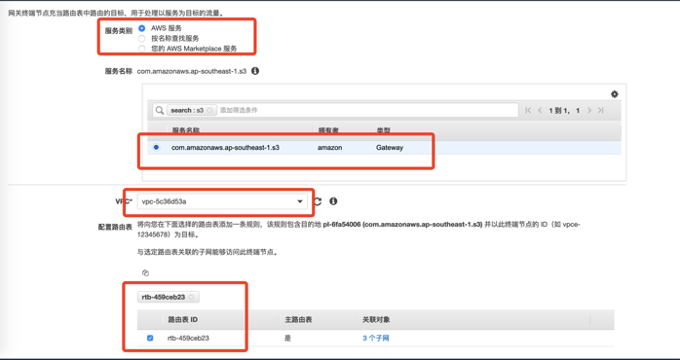 网关终端节点充当路由表中路由的目标，用于处理以服务为目标的流量。
服务类别 AWS 服务
按名称查找服务
您的 AWS Marketplace 服务
服务名称 com.amazonaws.ap-southeast-1.s3
search : s3 添加筛选条件 1 到 1， 1
服务名称 拥有者 类型
com.amazonaws.ap-southeast-1.s3 amazon Gateway
VPC* vpc-5c36d53a
配置路由表 将向您在下面选择的路由表添加一条规则，该规则包含目的地 pl-6fa54006 (com.amazonaws.ap-southeast-1.s3) 并以此终端节点的 ID（如 vpce-
12345678）为目标。
与选定路由表关联的子网能够访问此终端节点。
rtb-459ceb23
路由表 ID 主路由表 关联对象
rtb-459ceb23 是 3 个子网